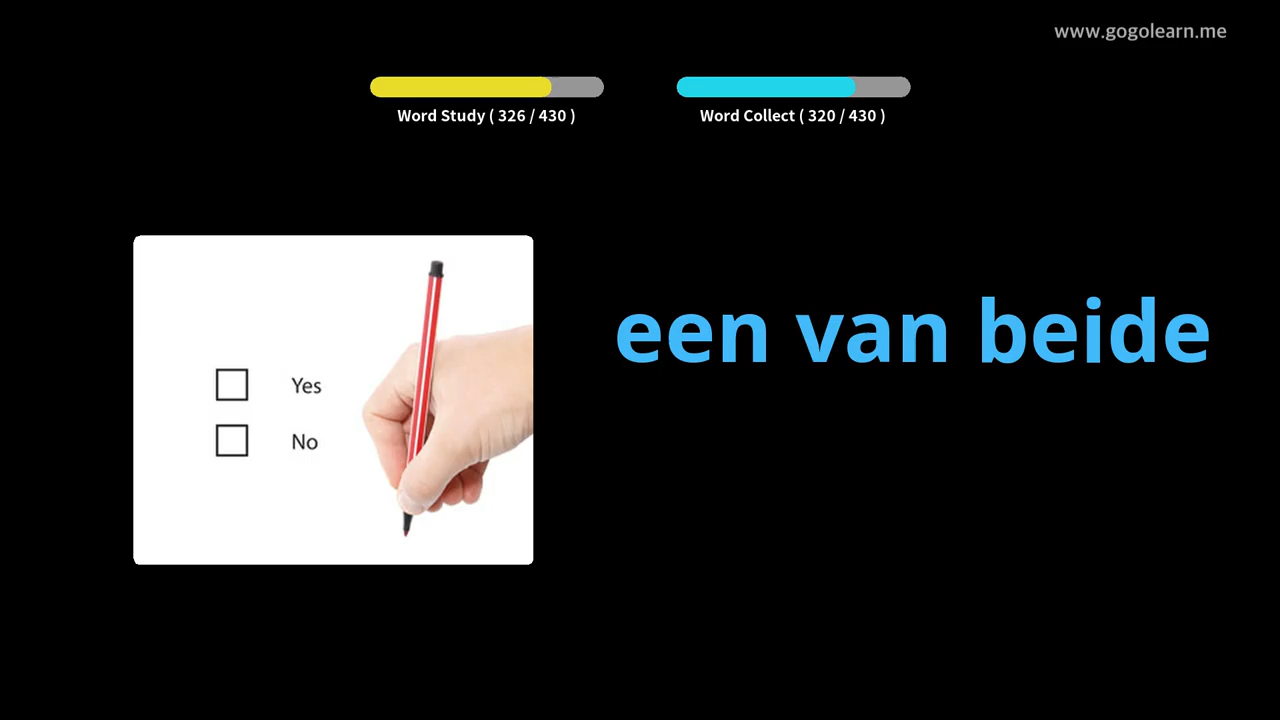 www.gogolearn.me
Word Study ( 326 / 430 )
Word Collect ( 320 / 430 )
een van beide
Yes
No